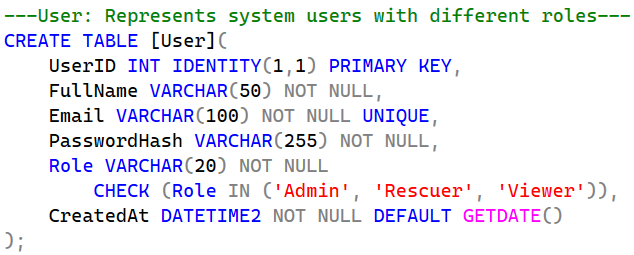 ---User: Represents system users with different roles---
CREATE TABLE [User](
    UserID INT IDENTITY(1,1) PRIMARY KEY,
    FullName VARCHAR(50) NOT NULL,
    Email VARCHAR(100) NOT NULL UNIQUE,
    PasswordHash VARCHAR(255) NOT NULL,
    Role VARCHAR(20) NOT NULL
        CHECK (Role IN ('Admin', 'Rescuer', 'Viewer')),
    CreatedAt DATETIME2 NOT NULL DEFAULT GETDATE()
);